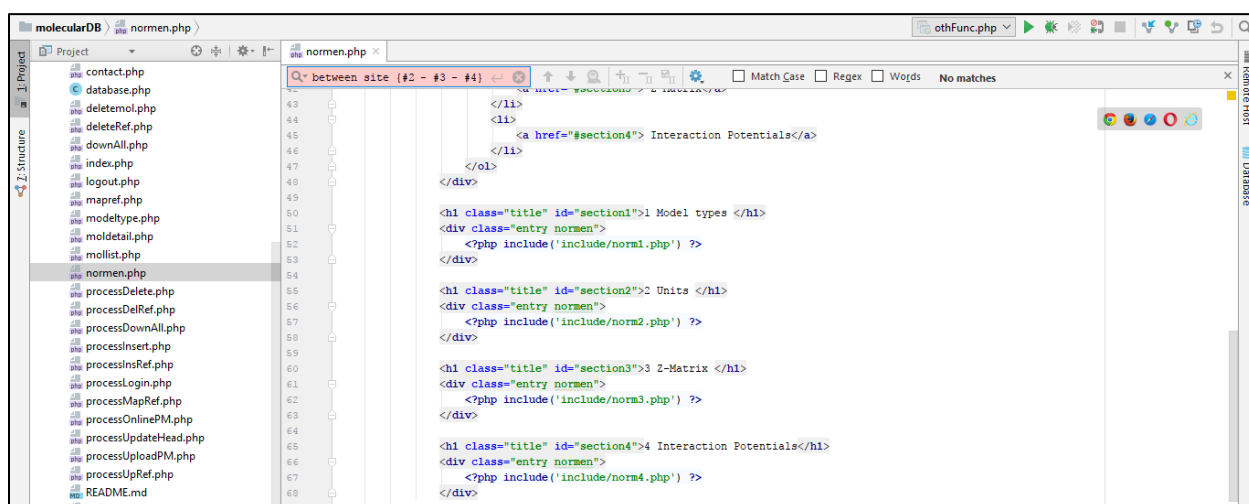 molecularDB normen.php othFunc.php
Project normen.php
1: Project
7: Structure
contact.php
database.php
deletemol.php
deleteRef.php
downAll.php
index.php
logout.php
mapref.php
modeltype.php
moldetail.php
mollist.php
normen.php
processDelete.php
processDelRef.php
processDownAll.php
processInsert.php
processInsRef.php
processLogin.php
processMapRef.php
processOnlinePM.php
processUpdateHead.php
processUploadPM.php
processUpRef.php
README.md
between site {#2 - #3 - #4} Match Case Regex Words No matches
42 <a href="#section3"> Z-Matrix</a>
43 </li>
44 <li>
45 <a href="#section4"> Interaction Potentials</a>
46 </li>
47 </ol>
48 </div>
49
50 <h1 class="title" id="section1">1 Model types </h1>
51 <div class="entry normen">
52 <?php include('include/norm1.php') ?>
53 </div>
54
55 <h1 class="title" id="section2">2 Units </h1>
56 <div class="entry normen">
57 <?php include('include/norm2.php') ?>
58 </div>
59
60 <h1 class="title" id="section3">3 Z-Matrix </h1>
61 <div class="entry normen">
62 <?php include('include/norm3.php') ?>
63 </div>
64
65 <h1 class="title" id="section4">4 Interaction Potentials</h1>
66 <div class="entry normen">
67 <?php include('include/norm4.php') ?>
68 </div>
Remote Host
Database